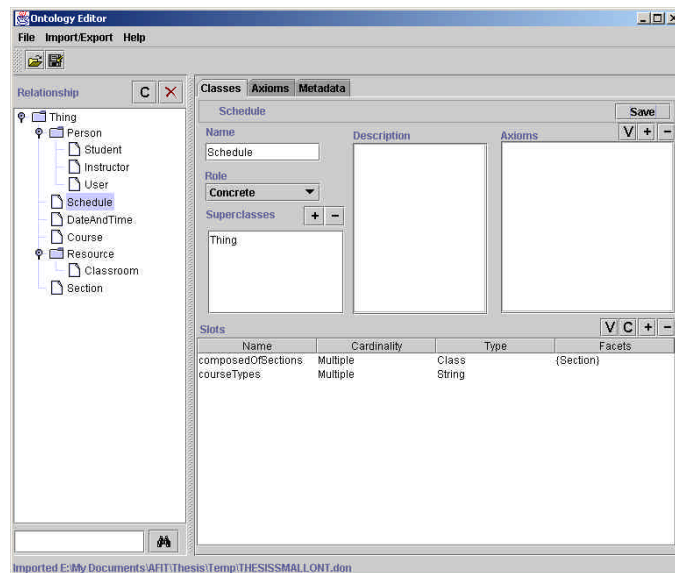 Ontology Editor
File Import/Export Help
Relationship C
Thing
Person
Student
Instructor
User
Schedule
DateAndTime
Course
Resource
Classroom
Section
Classes Axioms Metadata
Schedule Save
Name Description Axioms V + −
Schedule
Role
Concrete
Superclasses + −
Thing
Slots V C + −
Name Cardinality Type Facets
composedOfSections Multiple Class {Section}
courseTypes Multiple String
Imported E:\My Documents\AFIT\Thesis\Temp\THESISSMALLONT.don